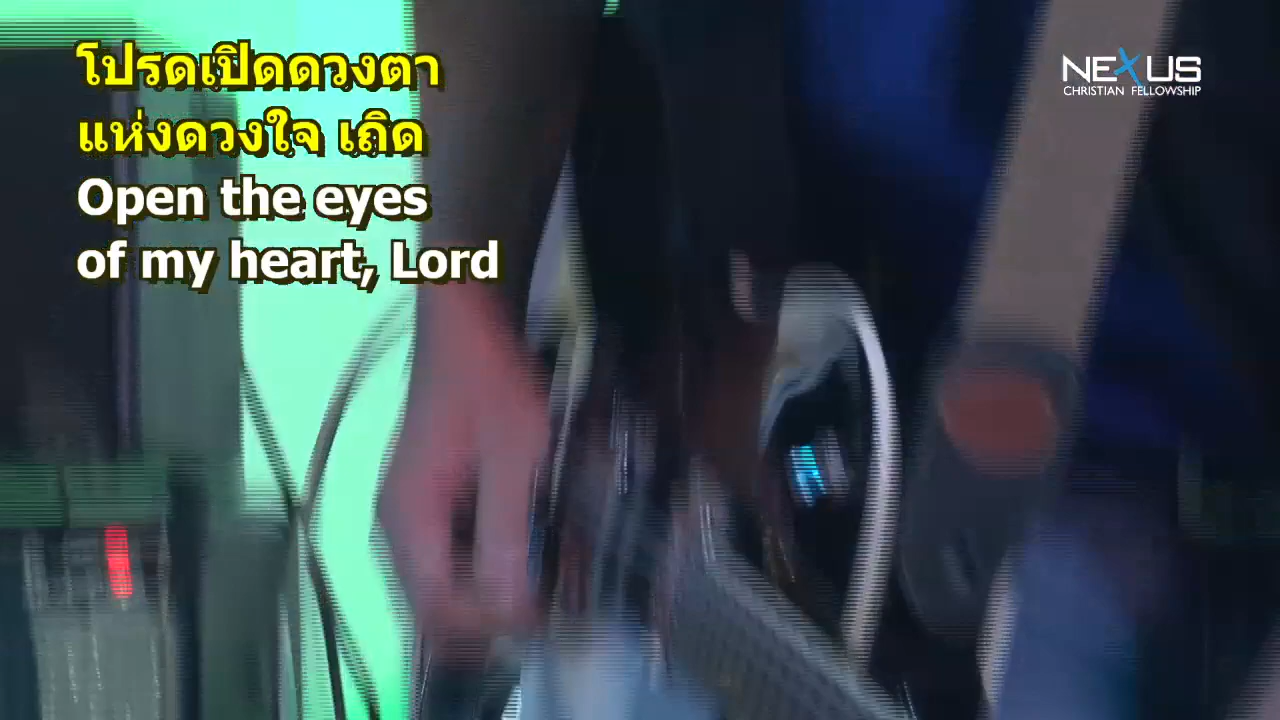 โปรดเปิดดวงตา
แห่งดวงใจ เถิด
Open the eyes
of my heart, Lord
NEXUS
CHRISTIAN FELLOWSHIP